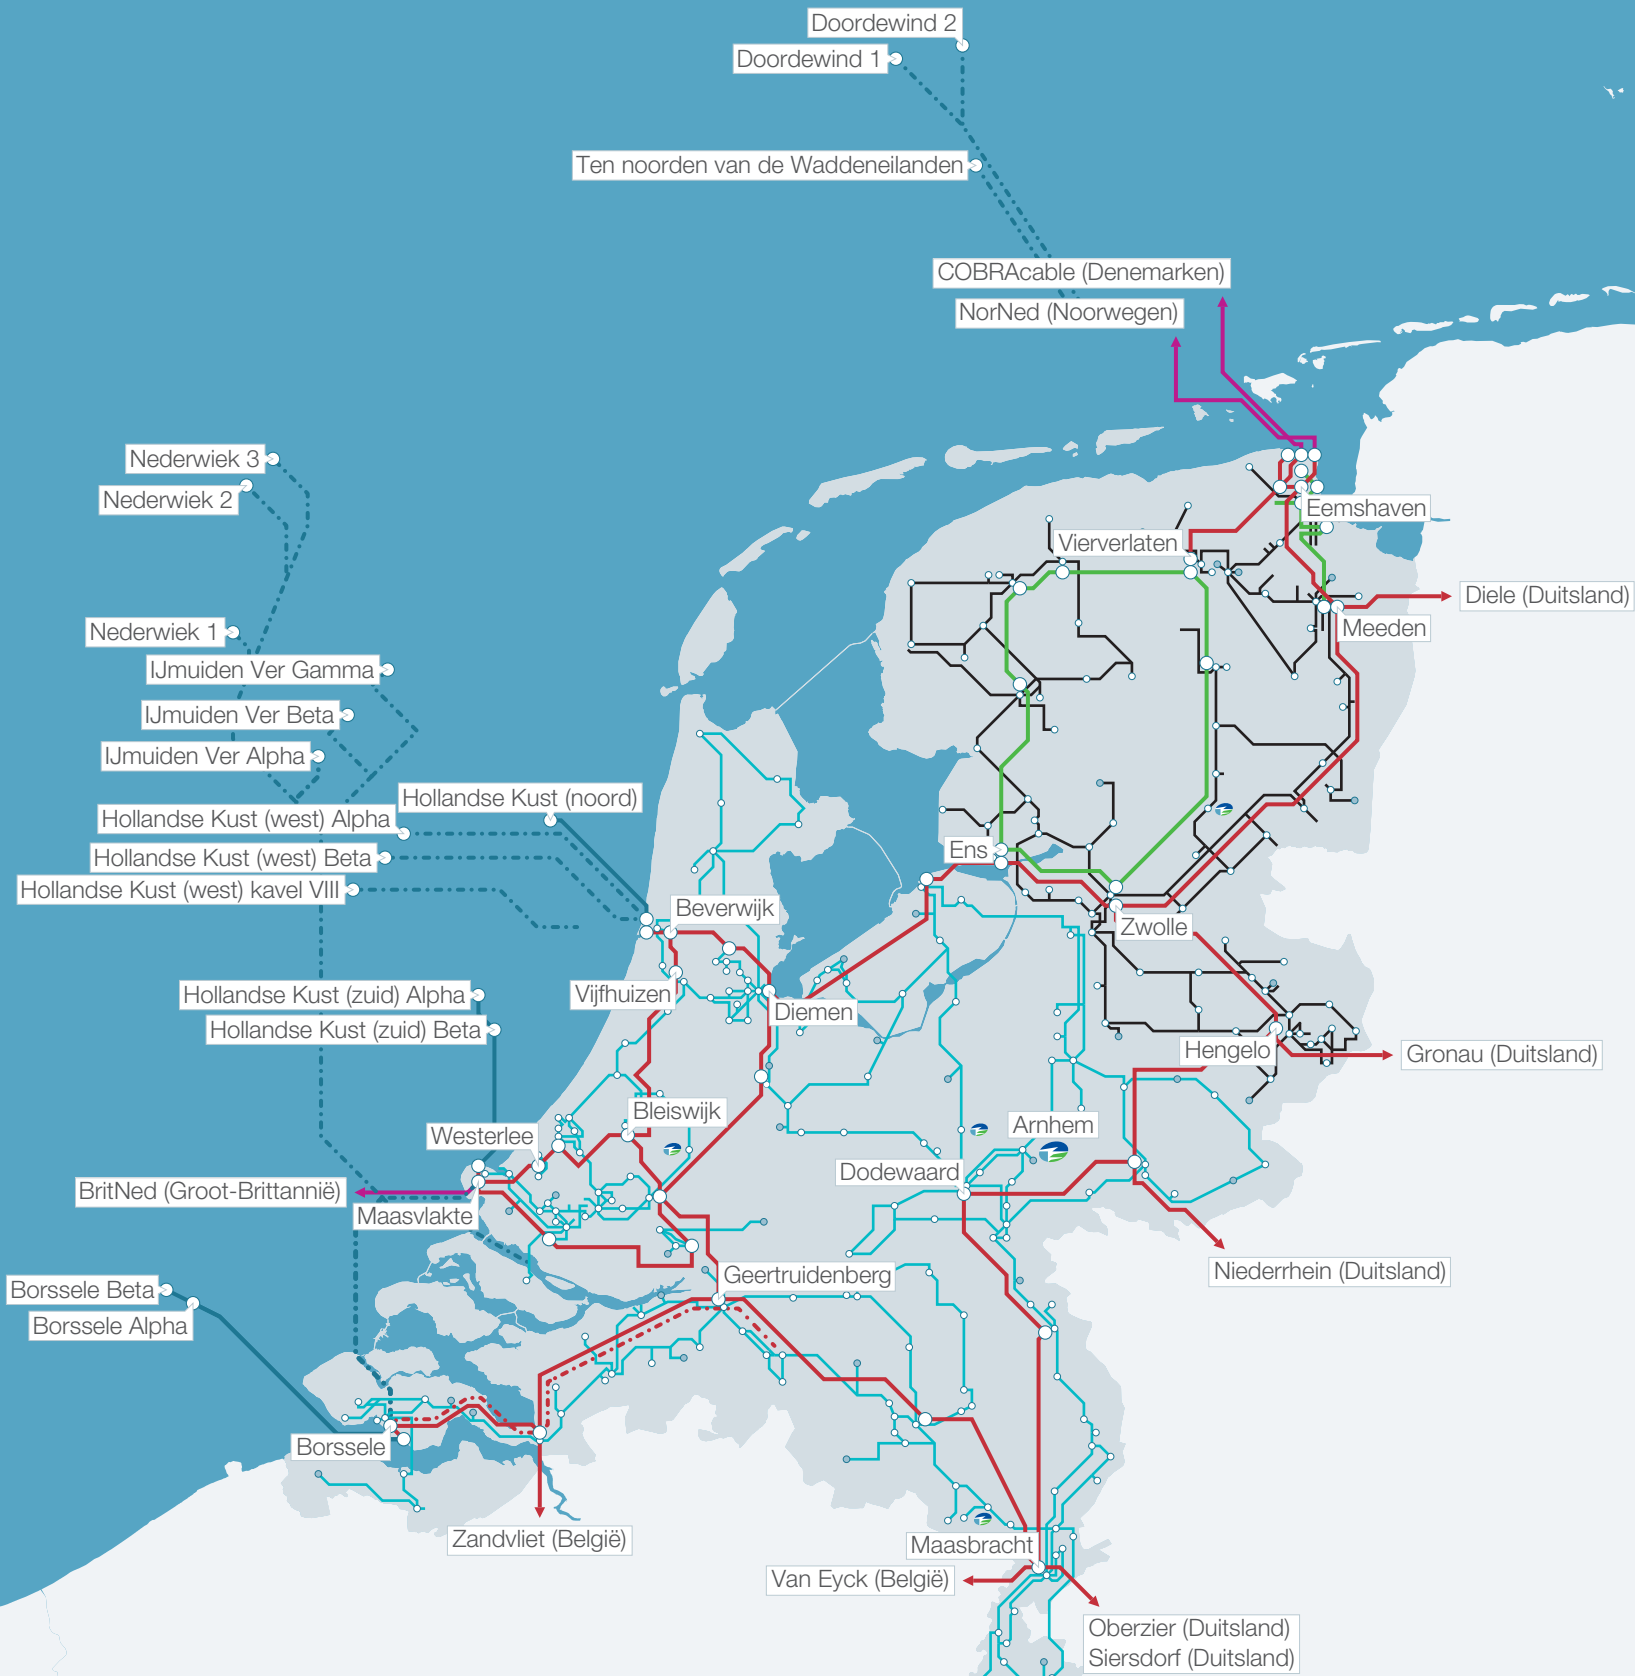 Doordewind 2
Doordewind 1
Ten noorden van de Waddeneilanden
COBRAcable (Denemarken)
NorNed (Noorwegen)
Nederwiek 3
Nederwiek 2
Eemshaven
Vierverlaten
Diele (Duitsland)
Nederwiek 1
Meeden
IJmuiden Ver Gamma
IJmuiden Ver Beta
IJmuiden Ver Alpha
Hollandse Kust (noord)
Hollandse Kust (west) Alpha
Ens
Hollandse Kust (west) Beta
Hollandse Kust (west) kavel VIII
Beverwijk
Zwolle
Hollandse Kust (zuid) Alpha
Vijfhuizen
Diemen
Hollandse Kust (zuid) Beta
Hengelo
Gronau (Duitsland)
Bleiswijk
Arnhem
Westerlee
Dodewaard
BritNed (Groot-Brittannië)
Maasvlakte
Niederrhein (Duitsland)
Geertruidenberg
Borssele Beta
Borssele Alpha
Borssele
Zandvliet (België)
Maasbracht
Van Eyck (België)
Oberzier (Duitsland)
Siersdorf (Duitsland)